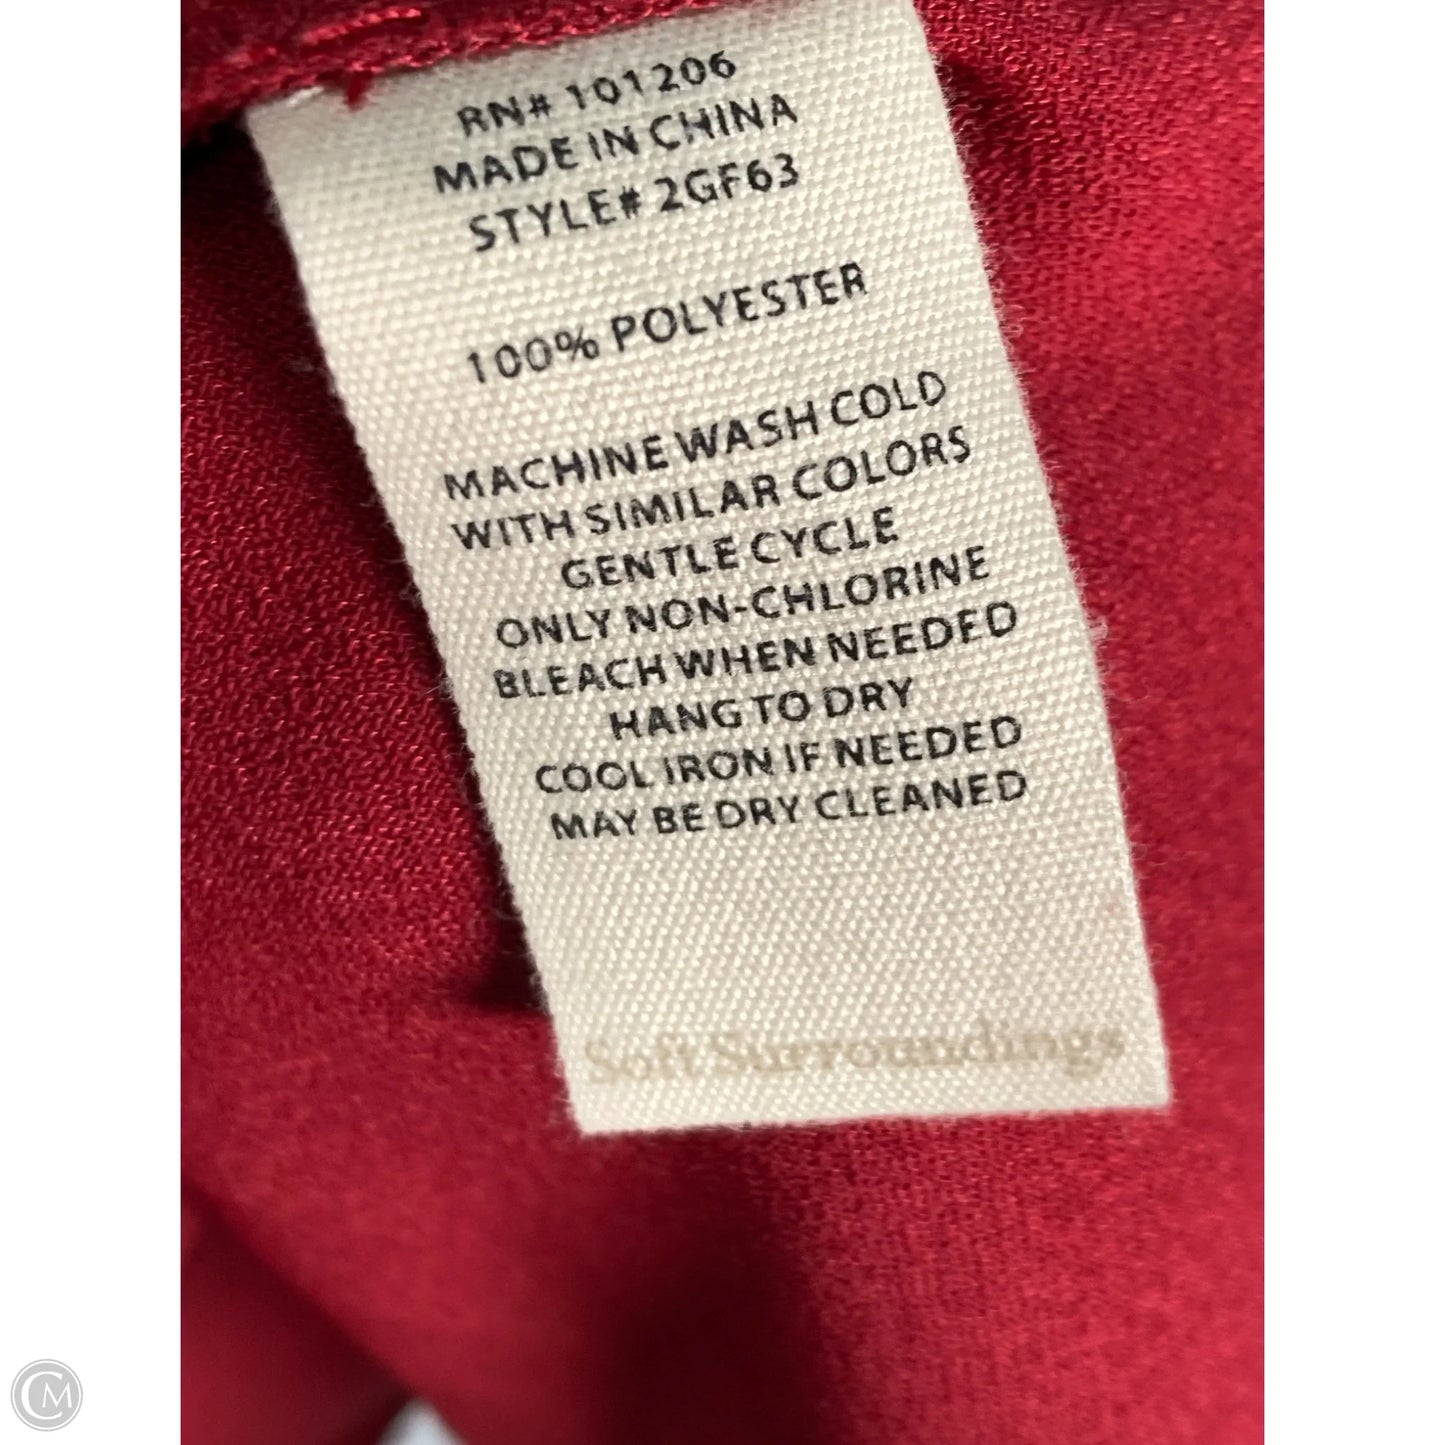 RN# 101206
MADE IN CHINA
STYLE# 2GF63
100% POLYESTER
MACHINE WASH COLD
WITH SIMILAR COLORS
GENTLE CYCLE
ONLY NON-CHLORINE
BLEACH WHEN NEEDED
HANG TO DRY
COOL IRON IF NEEDED
MAY BE DRY CLEANED
Soft Surroundings
CM